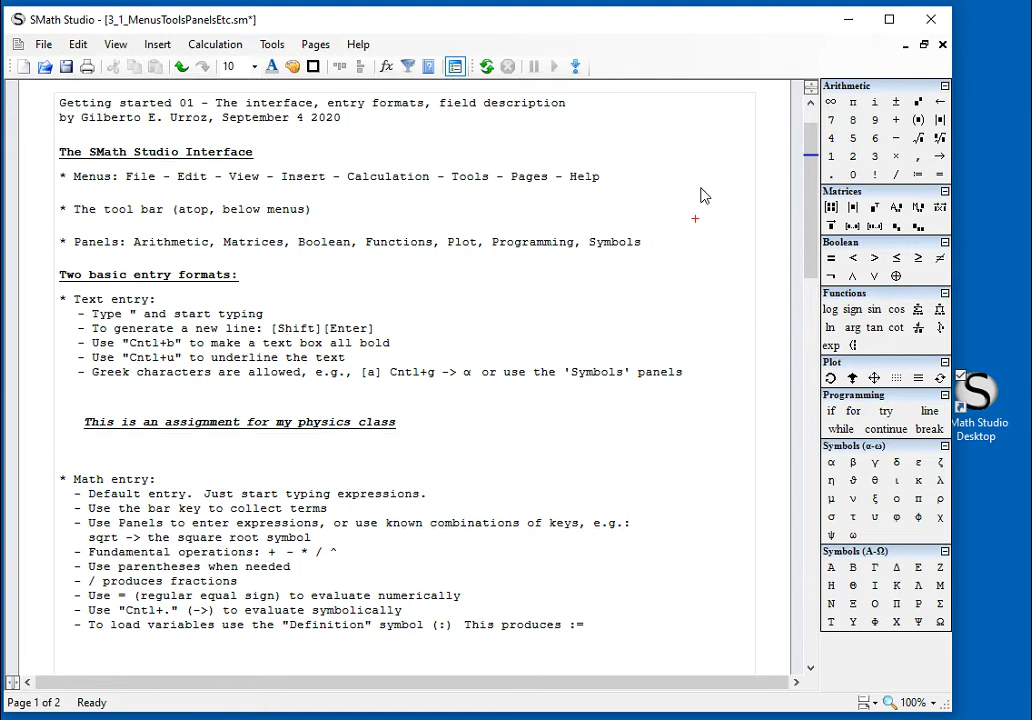 SMath Studio - [3_1_MenusToolsPanelsEtc.sm*]
File Edit View Insert Calculation Tools Pages Help
10 A fx
Getting started 01 - The interface, entry formats, field description
by Gilberto E. Urroz, September 4 2020
The SMath Studio Interface
* Menus: File - Edit - View - Insert - Calculation - Tools - Pages - Help
* The tool bar (atop, below menus)
* Panels: Arithmetic, Matrices, Boolean, Functions, Plot, Programming, Symbols
Two basic entry formats:
* Text entry:
- Type " and start typing
- To generate a new line: [Shift][Enter]
- Use "Cntl+b" to make a text box all bold
- Use "Cntl+u" to underline the text
- Greek characters are allowed, e.g., [a] Cntl+g -> α or use the 'Symbols' panels
This is an assignment for my physics class
* Math entry:
- Default entry. Just start typing expressions.
- Use the bar key to collect terms
- Use Panels to enter expressions, or use known combinations of keys, e.g.:
sqrt -> the square root symbol
- Fundamental operations: + - * / ^
- Use parentheses when needed
- / produces fractions
- Use = (regular equal sign) to evaluate numerically
- Use "Cntl+." (->) to evaluate symbolically
- To load variables use the "Definition" symbol (:) This produces :=
Arithmetic
∞ π i ± ←
7 8 9 +
4 5 6 -
1 2 3 × , →
. 0 ! / := =
Matrices
Boolean
= < > ≤ ≥ ≠
¬ ∧ ∨ ⊕
Functions
log sign sin cos
ln arg tan cot
exp
Plot
Programming
if for try line
while continue break
Symbols (α-ω)
α β γ δ ε ζ
η ϑ θ ι κ λ
μ ν ξ ο π ρ
σ τ υ φ ϕ χ
ψ ω
Symbols (Α-Ω)
Α Β Γ Δ Ε Ζ
Η Θ Ι Κ Λ Μ
Ν Ξ Ο Π Ρ Σ
Τ Υ Φ Χ Ψ Ω
S
Math Studio
Desktop
Page 1 of 2 Ready 100%